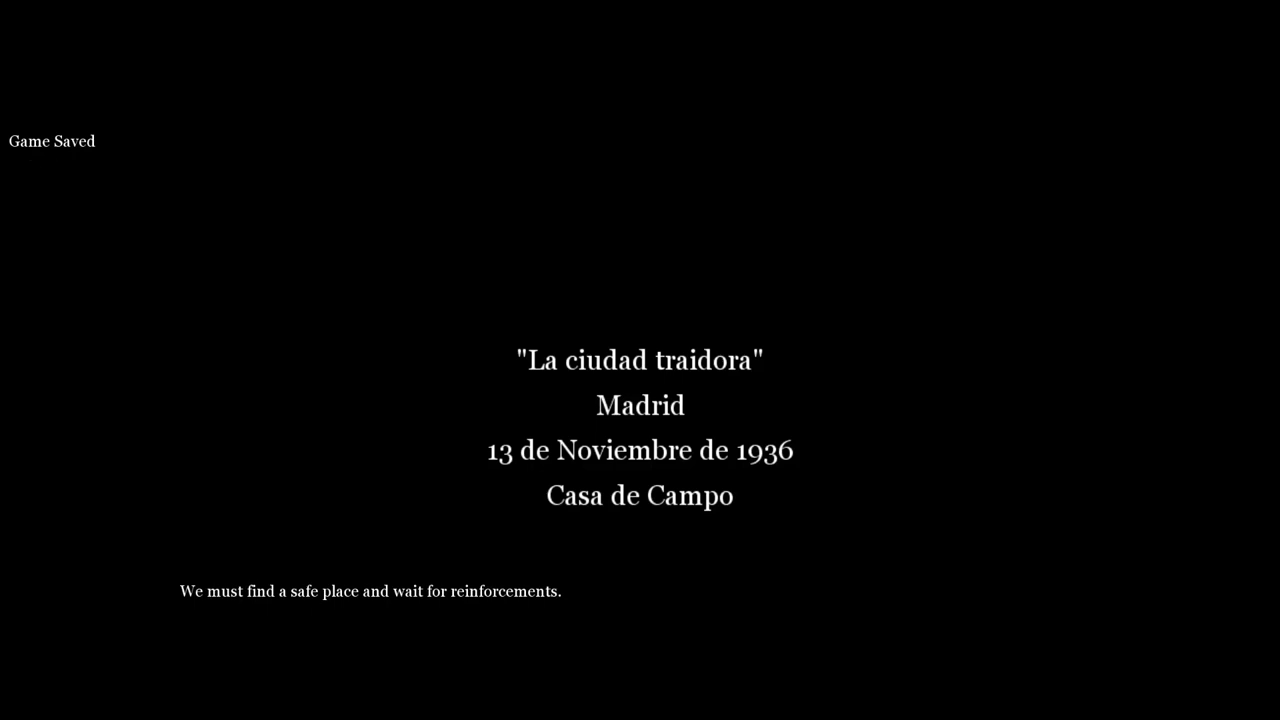 Game Saved
"La ciudad traidora"
Madrid
13 de Noviembre de 1936
Casa de Campo
We must find a safe place and wait for reinforcements.